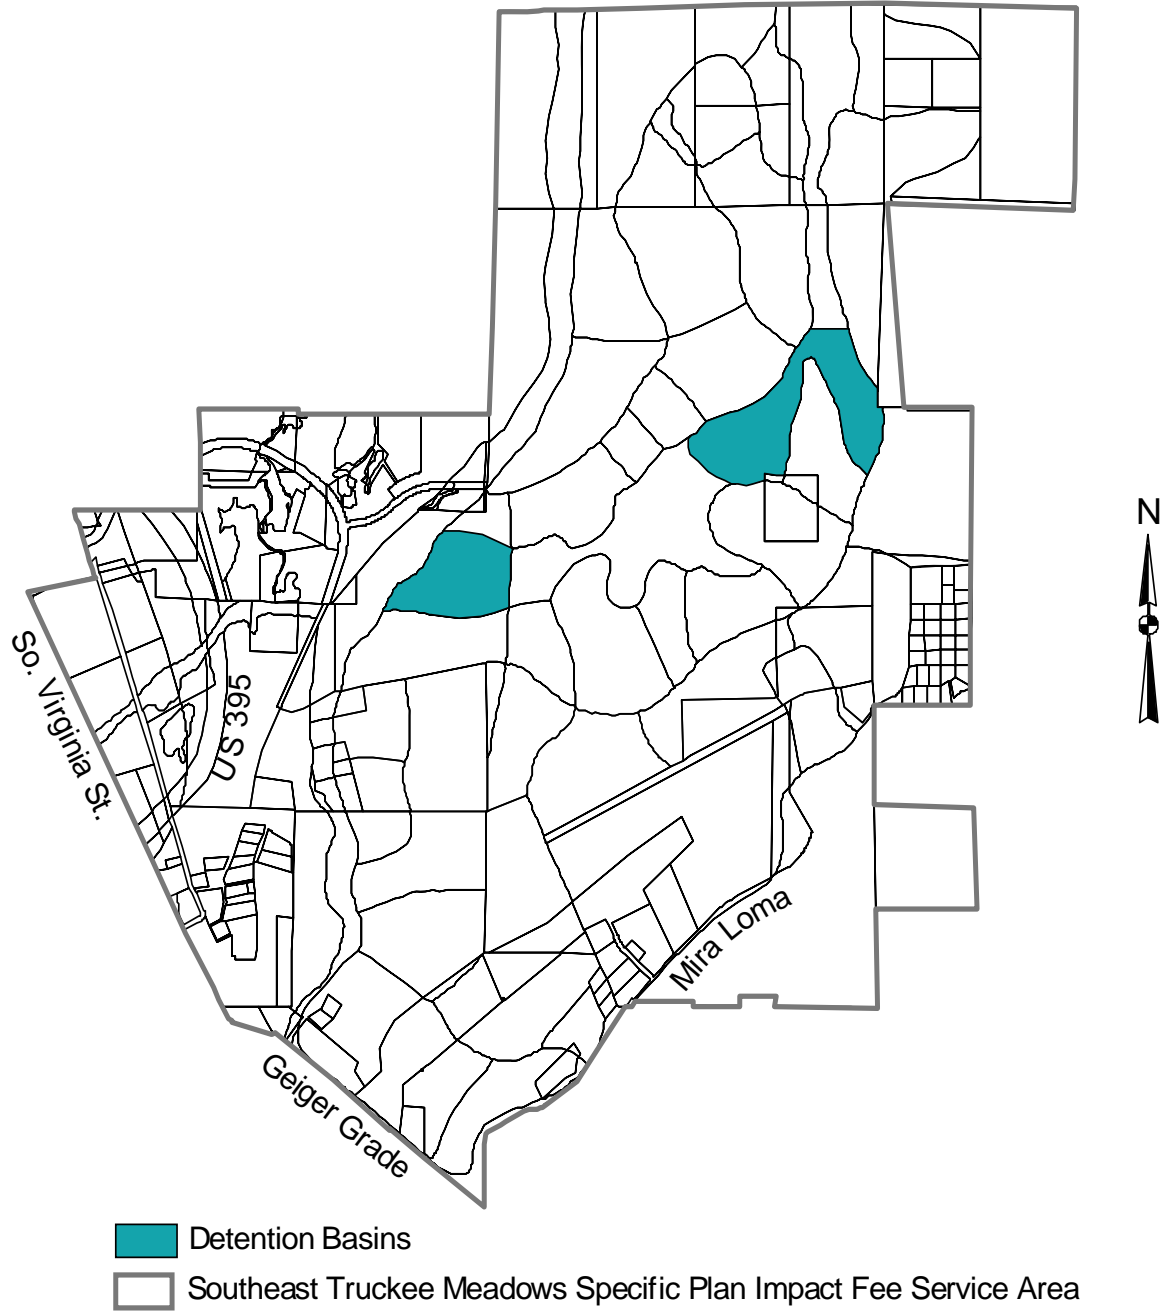 N
So. Virginia St.
US 395
Mira Loma
Geiger Grade
Detention Basins
Southeast Truckee Meadows Specific Plan Impact Fee Service Area